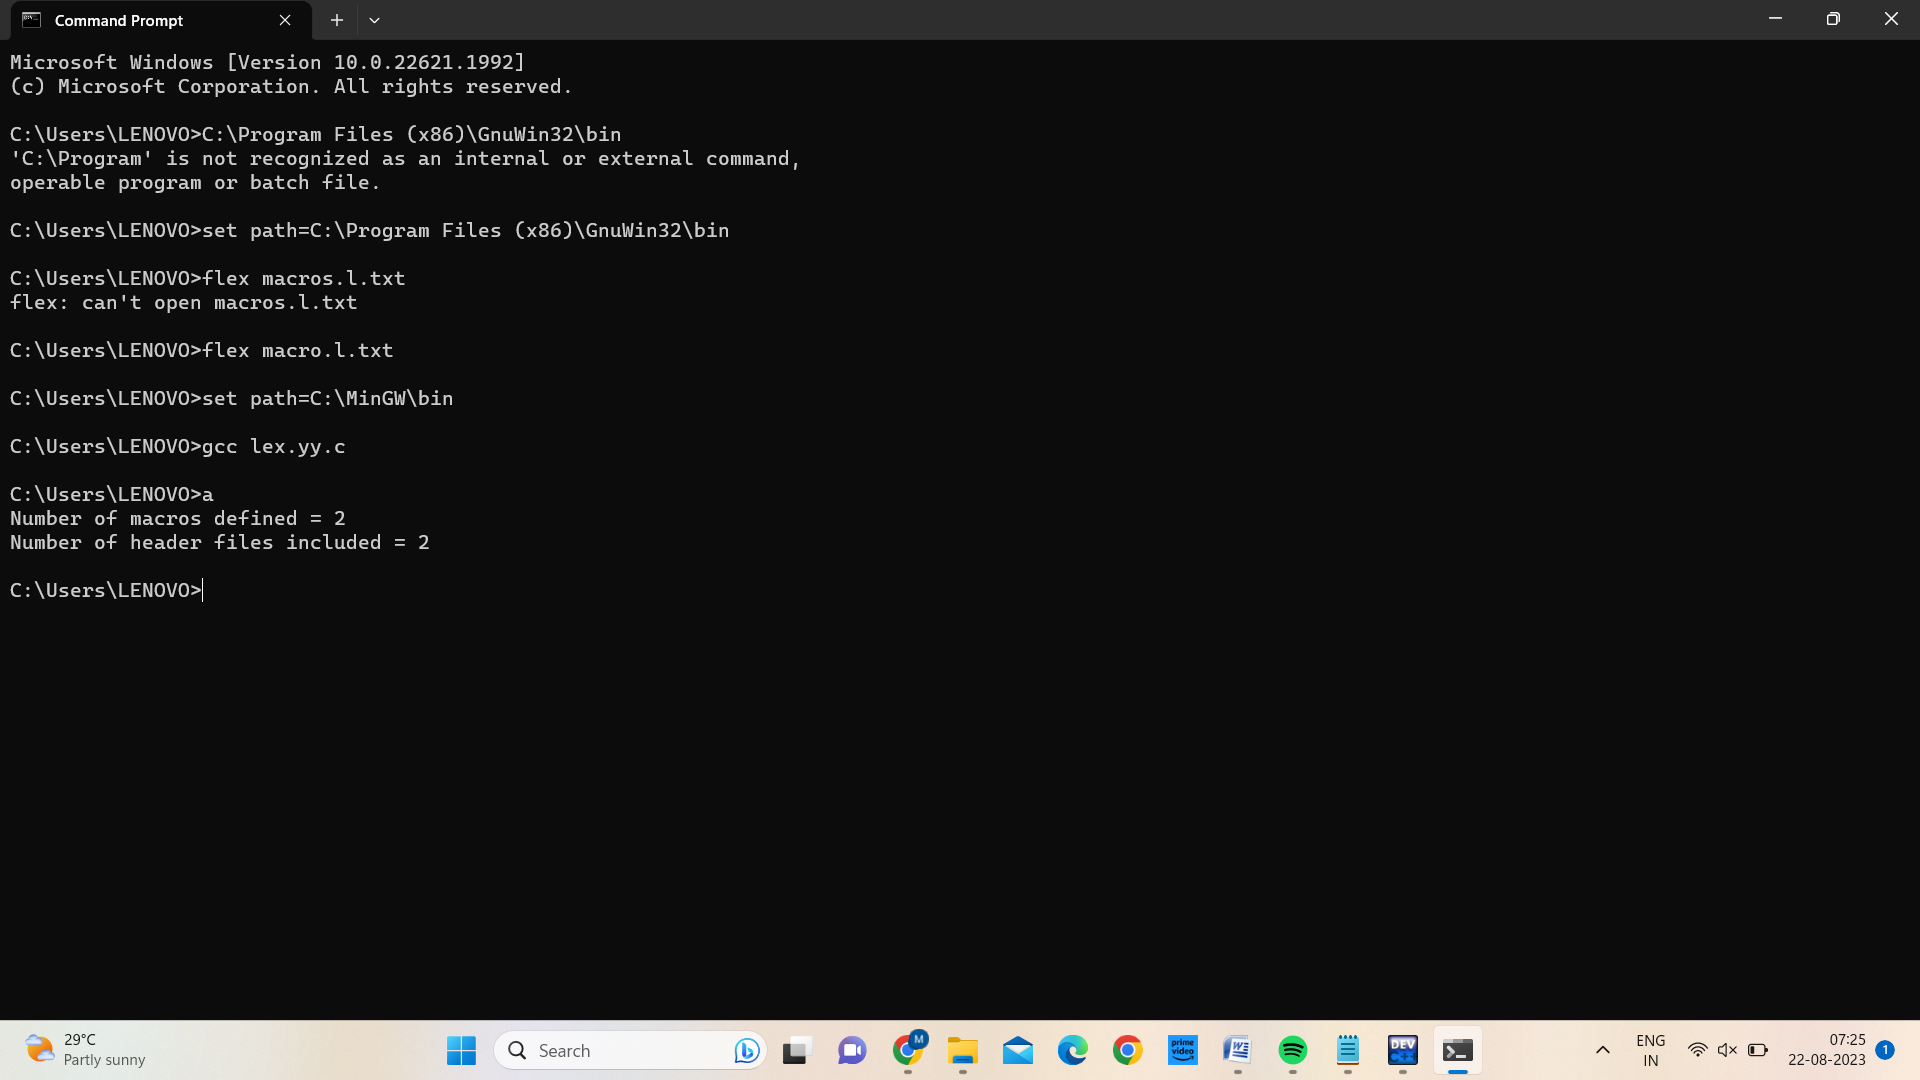 Command Prompt
Microsoft Windows [Version 10.0.22621.1992]
(c) Microsoft Corporation. All rights reserved.
C:\Users\LENOVO>C:\Program Files (x86)\GnuWin32\bin
'C:\Program' is not recognized as an internal or external command,
operable program or batch file.
C:\Users\LENOVO>set path=C:\Program Files (x86)\GnuWin32\bin
C:\Users\LENOVO>flex macros.l.txt
flex: can't open macros.l.txt
C:\Users\LENOVO>flex macro.l.txt
C:\Users\LENOVO>set path=C:\MinGW\bin
C:\Users\LENOVO>gcc lex.yy.c
C:\Users\LENOVO>a
Number of macros defined = 2
Number of header files included = 2
C:\Users\LENOVO>
29°C
Partly sunny
Search
M
prime
video
W
DEV
C++
ENG
IN
07:25
22-08-2023
1